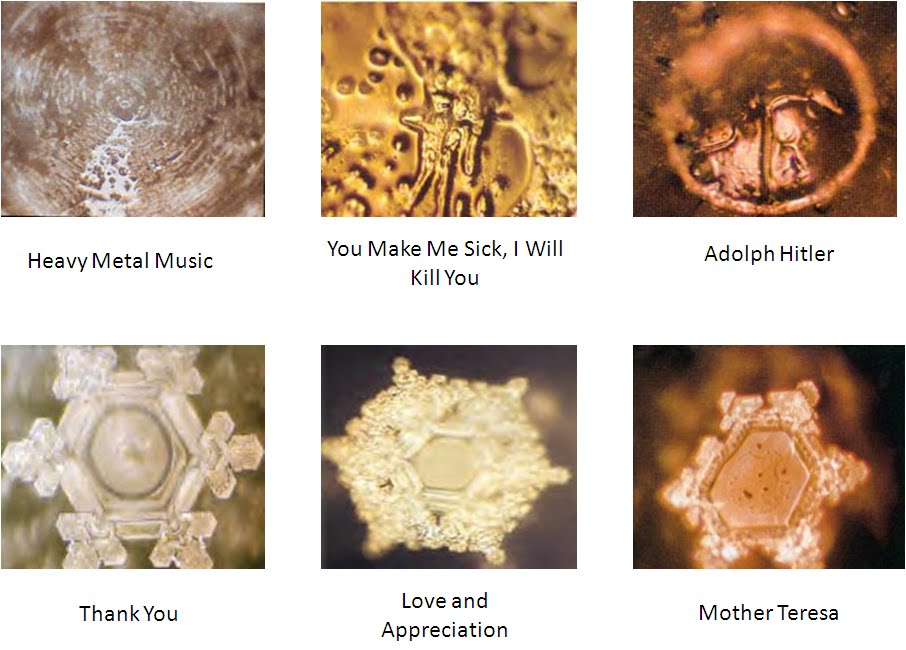 Heavy Metal Music
You Make Me Sick, I Will
Kill You
Adolph Hitler
Thank You
Love and
Appreciation
Mother Teresa